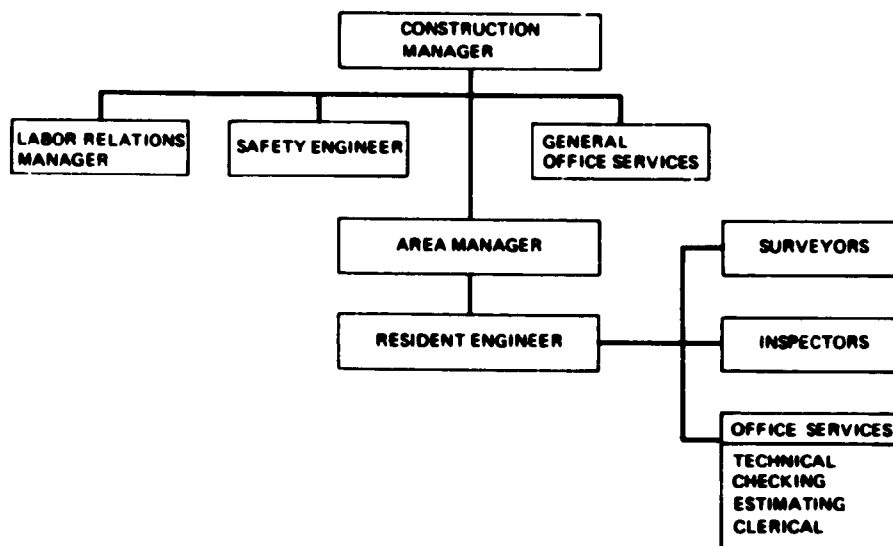 CONSTRUCTION
MANAGER
LABOR RELATIONS
MANAGER
SAFETY ENGINEER
GENERAL
OFFICE SERVICES
AREA MANAGER
SURVEYORS
RESIDENT ENGINEER
INSPECTORS
OFFICE SERVICES
TECHNICAL
CHECKING
ESTIMATING
CLERICAL